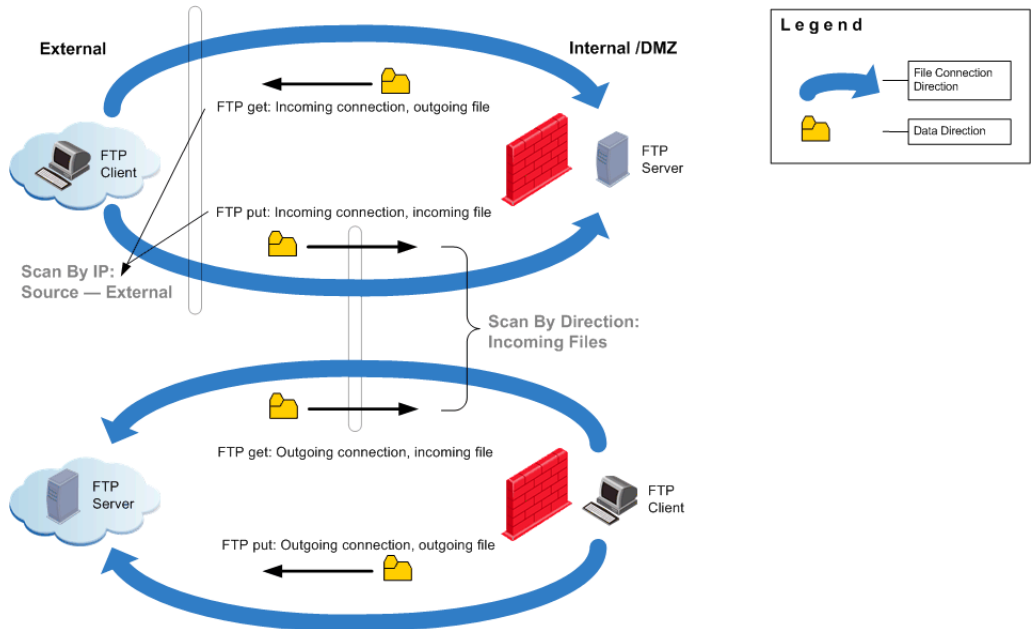 External
Internal /DMZ
Legend
File Connection
Direction
Data Direction
FTP get: Incoming connection, outgoing file
FTP
Client
FTP
Server
FTP put: Incoming connection, incoming file
Scan By IP:
Source — External
Scan By Direction:
Incoming Files
FTP get: Outgoing connection, incoming file
FTP
Server
FTP
Client
FTP put: Outgoing connection, outgoing file